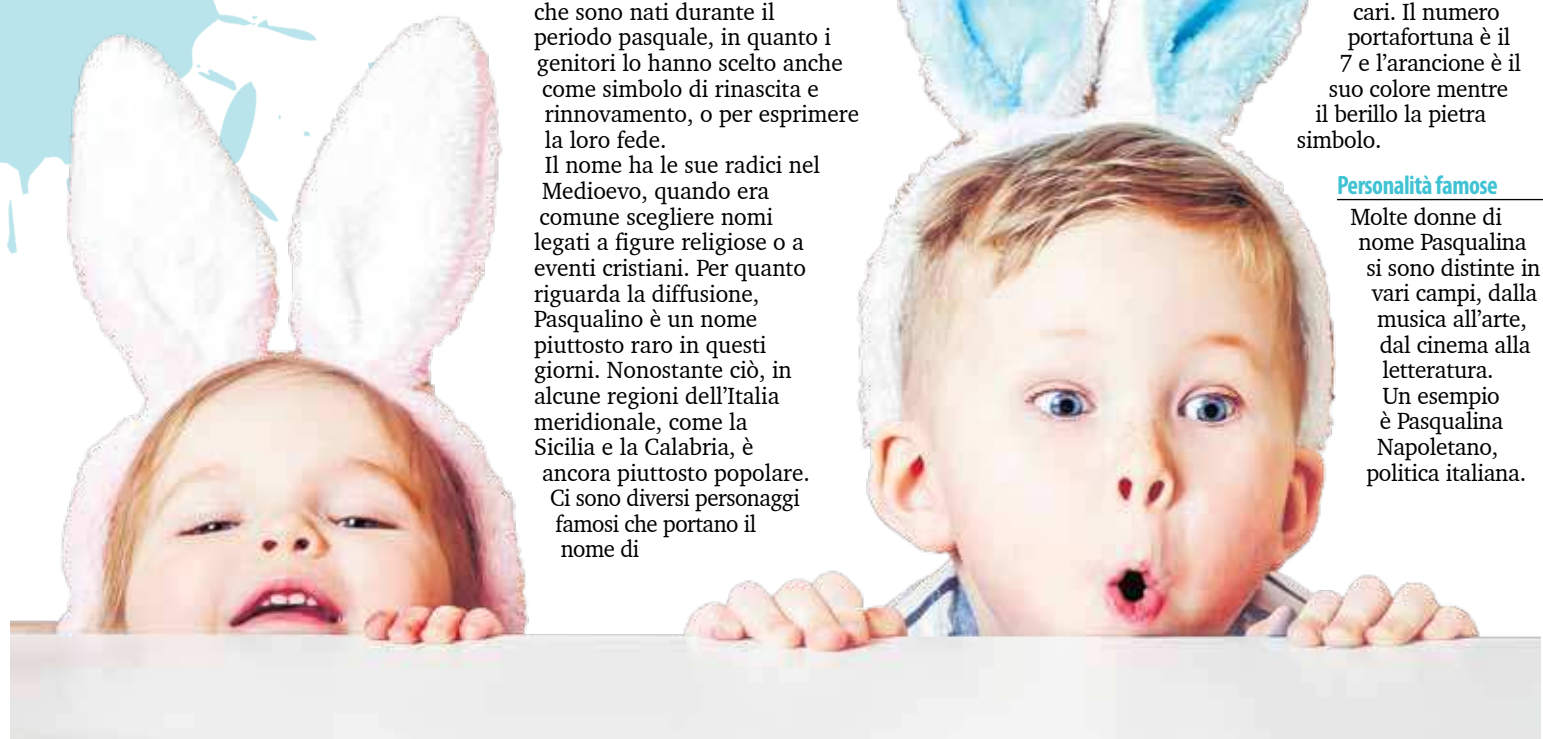 che sono nati durante il
periodo pasquale, in quanto i
genitori lo hanno scelto anche
come simbolo di rinascita e
rinnovamento, o per esprimere
la loro fede.
Il nome ha le sue radici nel
Medioevo, quando era
comune scegliere nomi
legati a figure religiose o a
eventi cristiani. Per quanto
riguarda la diffusione,
Pasqualino è un nome
piuttosto raro in questi
giorni. Nonostante ciò, in
alcune regioni dell’Italia
meridionale, come la
Sicilia e la Calabria, è
ancora piuttosto popolare.
Ci sono diversi personaggi
famosi che portano il
nome di
cari. Il numero
portafortuna è il
7 e l’arancione è il
suo colore mentre
il berillo la pietra
simbolo.
Personalità famose
Molte donne di
nome Pasqualina
si sono distinte in
vari campi, dalla
musica all’arte,
dal cinema alla
letteratura.
Un esempio
è Pasqualina
Napoletano,
politica italiana.